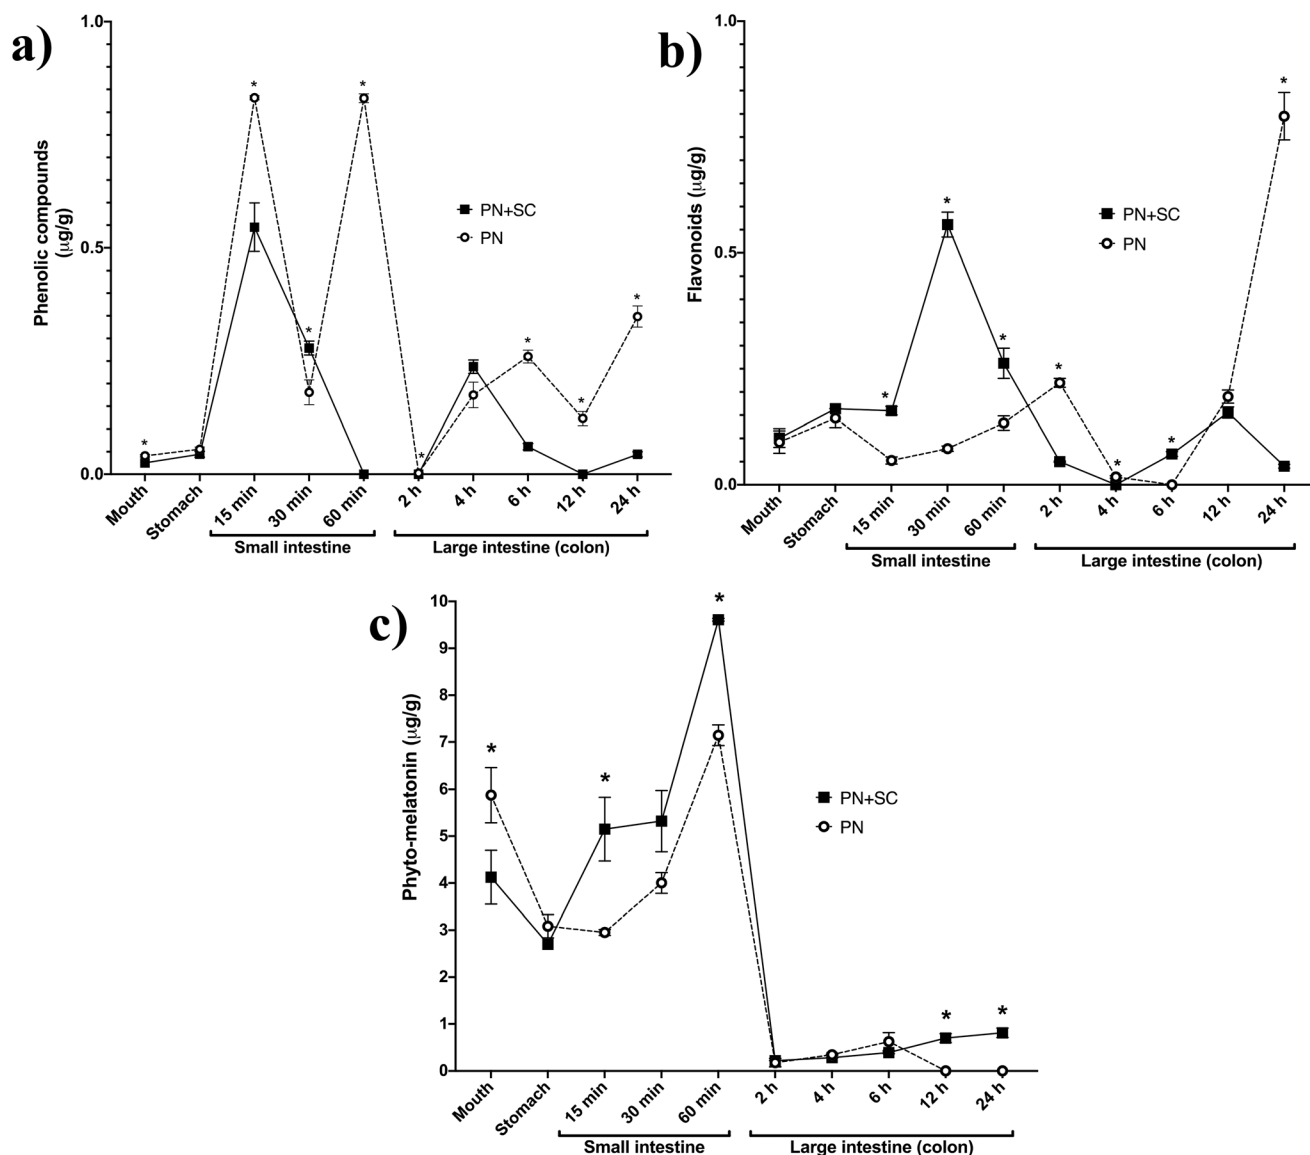 a)
1.0
0.5
0.0
Phenolic compounds
(μg/g)
*
*
*
*
*
*
*
*
PN+SC
PN
Mouth
Stomach
15 min
30 min
60 min
2 h
4 h
6 h
12 h
24 h
Small intestine
Large intestine (colon)
b)
1.0
0.5
0.0
Flavonoids (μg/g)
*
*
*
*
*
*
*
PN+SC
PN
Mouth
Stomach
15 min
30 min
60 min
2 h
4 h
6 h
12 h
24 h
Small intestine
Large intestine (colon)
c)
10
9
8
7
6
5
4
3
2
1
0
Phyto-melatonin (μg/g)
*
*
*
*
*
PN+SC
PN
Mouth
Stomach
15 min
30 min
60 min
2 h
4 h
6 h
12 h
24 h
Small intestine
Large intestine (colon)